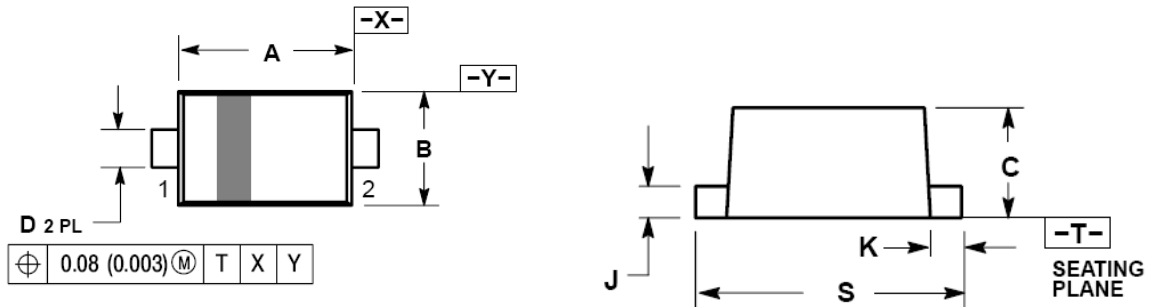 -X-
A
-Y-
B
1
2
D 2 PL
⌖ 0.08 (0.003) Ⓜ T X Y
C
K
-T-
J
S
SEATING
PLANE